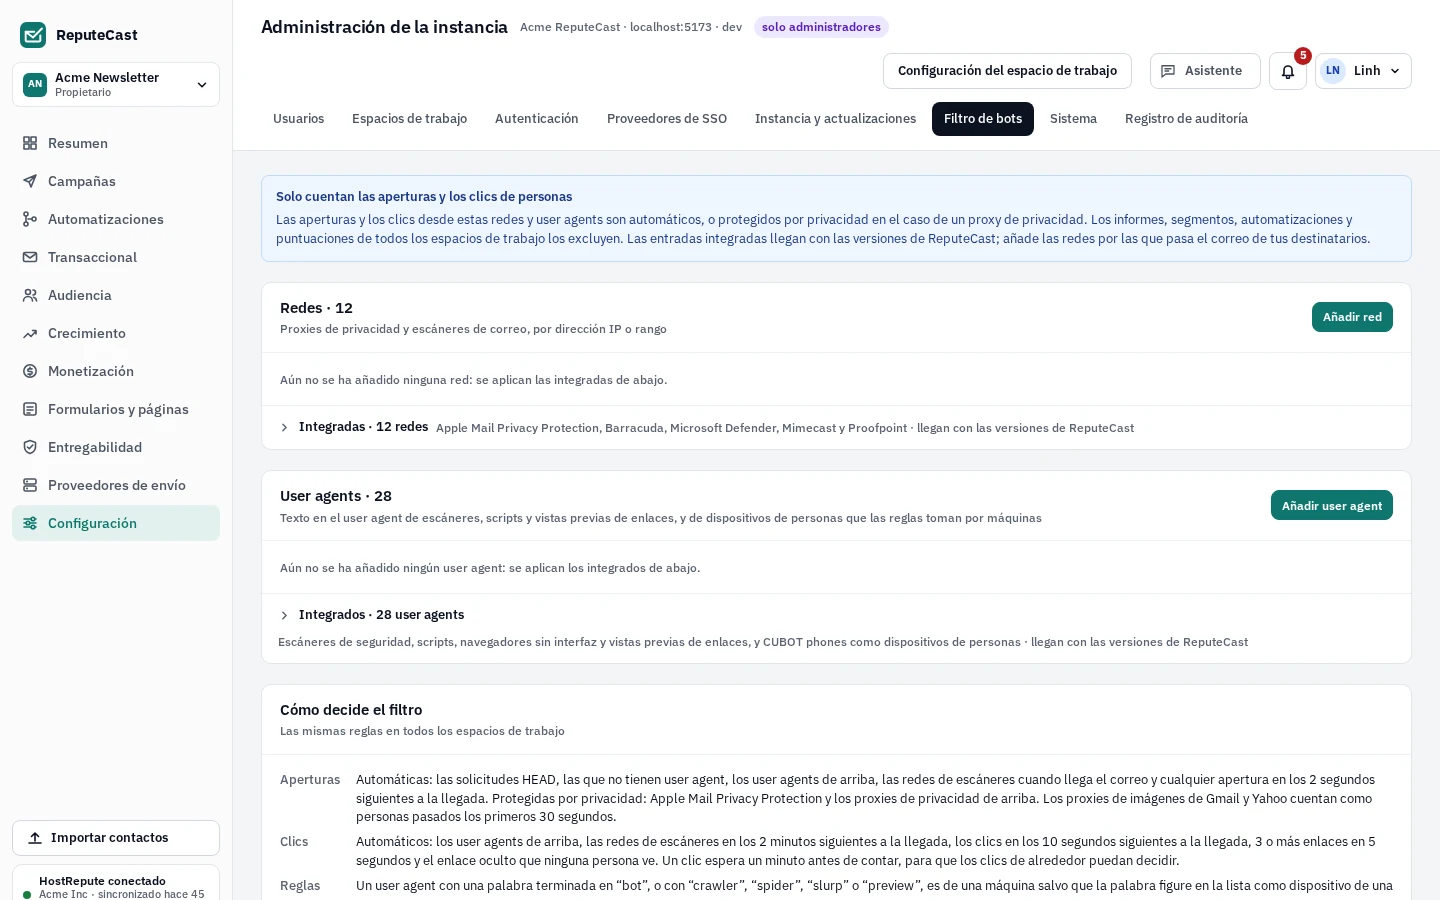 ReputeCast
AN
Acme Newsletter
Propietario
Resumen
Campañas
Automatizaciones
Transaccional
Audiencia
Crecimiento
Monetización
Formularios y páginas
Entregabilidad
Proveedores de envío
Configuración
Importar contactos
HostRepute conectado
Acme Inc · sincronizado hace 45
Administración de la instancia
Acme ReputeCast · localhost:5173 · dev
solo administradores
Configuración del espacio de trabajo
Asistente
5
LN
Linh
Usuarios
Espacios de trabajo
Autenticación
Proveedores de SSO
Instancia y actualizaciones
Filtro de bots
Sistema
Registro de auditoría
Solo cuentan las aperturas y los clics de personas
Las aperturas y los clics desde estas redes y user agents son automáticos, o protegidos por privacidad en el caso de un proxy de privacidad. Los informes, segmentos, automatizaciones y
puntuaciones de todos los espacios de trabajo los excluyen. Las entradas integradas llegan con las versiones de ReputeCast; añade las redes por las que pasa el correo de tus destinatarios.
Redes · 12
Proxies de privacidad y escáneres de correo, por dirección IP o rango
Añadir red
Aún no se ha añadido ninguna red: se aplican las integradas de abajo.
Integradas · 12 redes
Apple Mail Privacy Protection, Barracuda, Microsoft Defender, Mimecast y Proofpoint · llegan con las versiones de ReputeCast
User agents · 28
Texto en el user agent de escáneres, scripts y vistas previas de enlaces, y de dispositivos de personas que las reglas toman por máquinas
Añadir user agent
Aún no se ha añadido ningún user agent: se aplican los integrados de abajo.
Integrados · 28 user agents
Escáneres de seguridad, scripts, navegadores sin interfaz y vistas previas de enlaces, y CUBOT phones como dispositivos de personas · llegan con las versiones de ReputeCast
Cómo decide el filtro
Las mismas reglas en todos los espacios de trabajo
Aperturas
Automáticas: las solicitudes HEAD, las que no tienen user agent, los user agents de arriba, las redes de escáneres cuando llega el correo y cualquier apertura en los 2 segundos
siguientes a la llegada. Protegidas por privacidad: Apple Mail Privacy Protection y los proxies de privacidad de arriba. Los proxies de imágenes de Gmail y Yahoo cuentan como
personas pasados los primeros 30 segundos.
Clics
Automáticos: los user agents de arriba, las redes de escáneres en los 2 minutos siguientes a la llegada, los clics en los 10 segundos siguientes a la llegada, 3 o más enlaces en 5
segundos y el enlace oculto que ninguna persona ve. Un clic espera un minuto antes de contar, para que los clics de alrededor puedan decidir.
Reglas
Un user agent con una palabra terminada en “bot”, o con “crawler”, “spider”, “slurp” o “preview”, es de una máquina salvo que la palabra figure en la lista como dispositivo de una